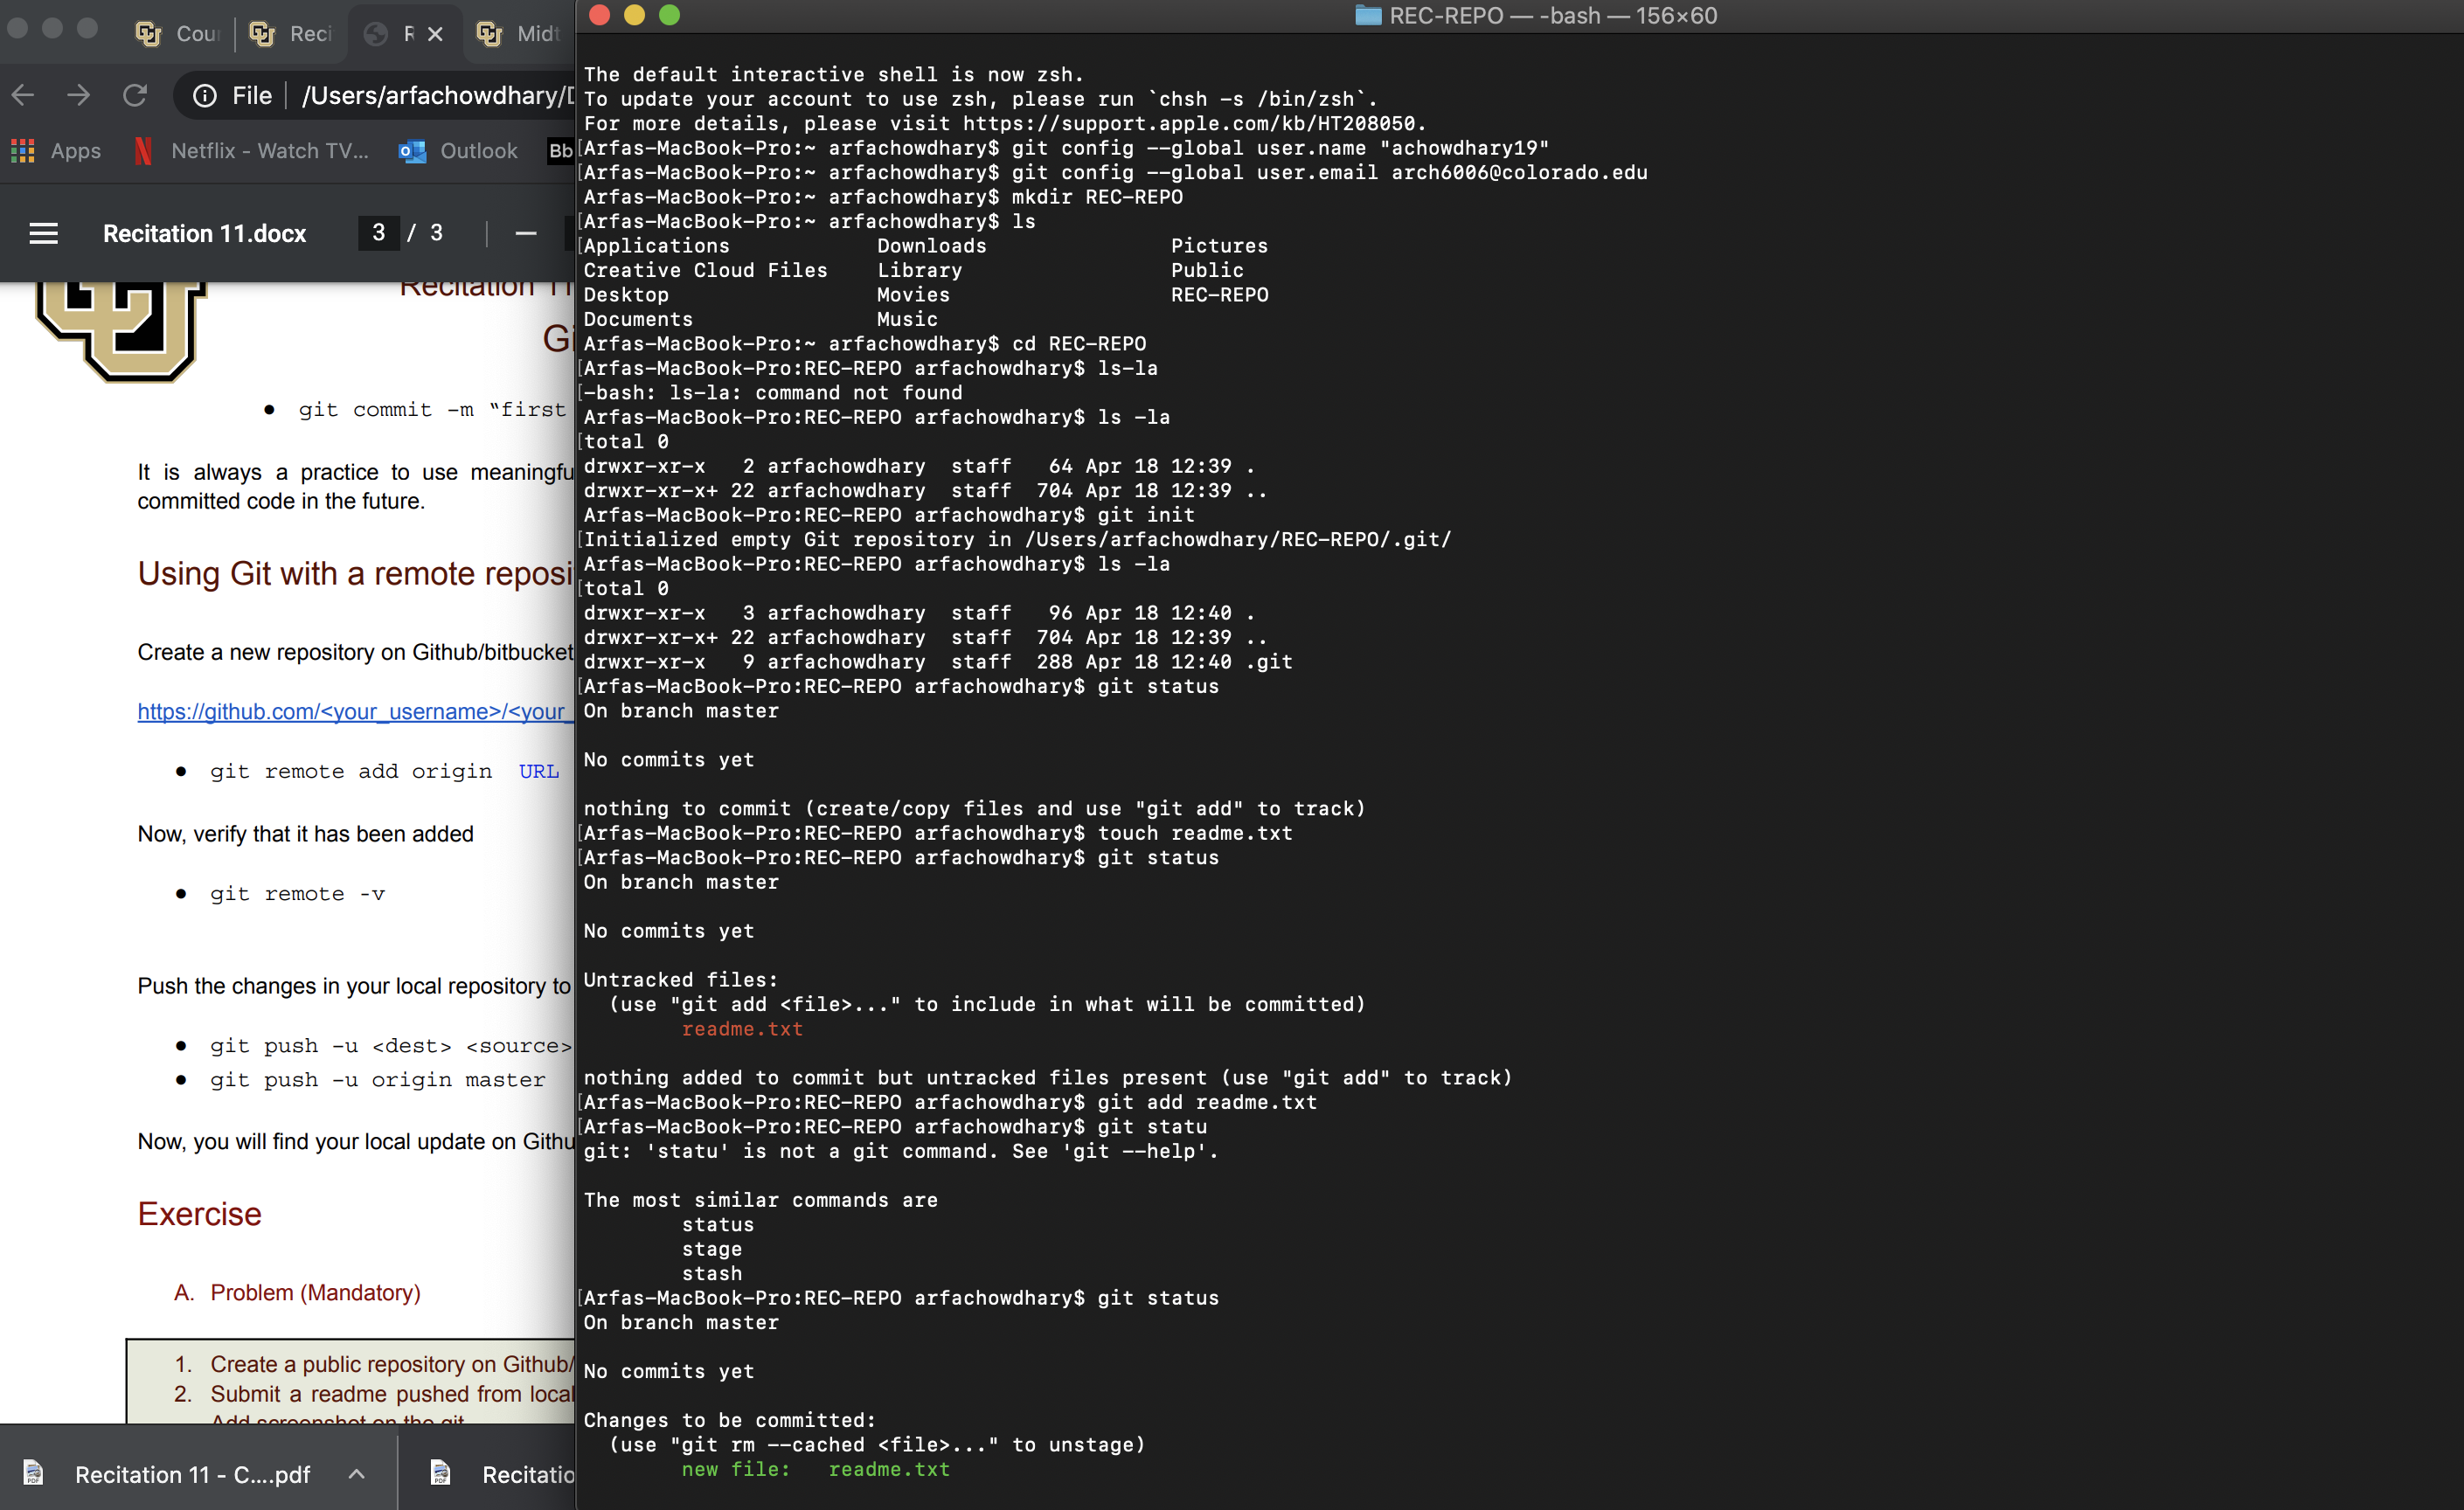 Cour
Reci
R
Midt
File
/Users/arfachowdhary/D
Apps
Netflix - Watch TV...
Outlook
Bb
Recitation 11.docx
3 / 3
Recitation 11
Gi
● git commit -m “first
It is always a practice to use meaningfu
committed code in the future.
Using Git with a remote reposi
Create a new repository on Github/bitbucket
https://github.com/<your_username>/<your_
● git remote add origin URL
Now, verify that it has been added
● git remote -v
Push the changes in your local repository to
● git push -u <dest> <source>
● git push -u origin master
Now, you will find your local update on Githu
Exercise
A. Problem (Mandatory)
1. Create a public repository on Github/
2. Submit a readme pushed from local
Add screenshot on the git
Recitation 11 - C....pdf
Recitatio
REC-REPO — -bash — 156×60
The default interactive shell is now zsh.
To update your account to use zsh, please run `chsh -s /bin/zsh`.
For more details, please visit https://support.apple.com/kb/HT208050.
[Arfas-MacBook-Pro:~ arfachowdhary$ git config --global user.name "achowdhary19"
[Arfas-MacBook-Pro:~ arfachowdhary$ git config --global user.email arch6006@colorado.edu
Arfas-MacBook-Pro:~ arfachowdhary$ mkdir REC-REPO
[Arfas-MacBook-Pro:~ arfachowdhary$ ls
[Applications Downloads Pictures
Creative Cloud Files Library Public
Desktop Movies REC-REPO
Documents Music
Arfas-MacBook-Pro:~ arfachowdhary$ cd REC-REPO
[Arfas-MacBook-Pro:REC-REPO arfachowdhary$ ls-la
[-bash: ls-la: command not found
Arfas-MacBook-Pro:REC-REPO arfachowdhary$ ls -la
[total 0
drwxr-xr-x 2 arfachowdhary staff 64 Apr 18 12:39 .
drwxr-xr-x+ 22 arfachowdhary staff 704 Apr 18 12:39 ..
Arfas-MacBook-Pro:REC-REPO arfachowdhary$ git init
[Initialized empty Git repository in /Users/arfachowdhary/REC-REPO/.git/
Arfas-MacBook-Pro:REC-REPO arfachowdhary$ ls -la
[total 0
drwxr-xr-x 3 arfachowdhary staff 96 Apr 18 12:40 .
drwxr-xr-x+ 22 arfachowdhary staff 704 Apr 18 12:39 ..
drwxr-xr-x 9 arfachowdhary staff 288 Apr 18 12:40 .git
[Arfas-MacBook-Pro:REC-REPO arfachowdhary$ git status
On branch master
No commits yet
nothing to commit (create/copy files and use "git add" to track)
[Arfas-MacBook-Pro:REC-REPO arfachowdhary$ touch readme.txt
[Arfas-MacBook-Pro:REC-REPO arfachowdhary$ git status
On branch master
No commits yet
Untracked files:
(use "git add <file>..." to include in what will be committed)
readme.txt
nothing added to commit but untracked files present (use "git add" to track)
[Arfas-MacBook-Pro:REC-REPO arfachowdhary$ git add readme.txt
[Arfas-MacBook-Pro:REC-REPO arfachowdhary$ git statu
git: 'statu' is not a git command. See 'git --help'.
The most similar commands are
status
stage
stash
[Arfas-MacBook-Pro:REC-REPO arfachowdhary$ git status
On branch master
No commits yet
Changes to be committed:
(use "git rm --cached <file>..." to unstage)
new file: readme.txt